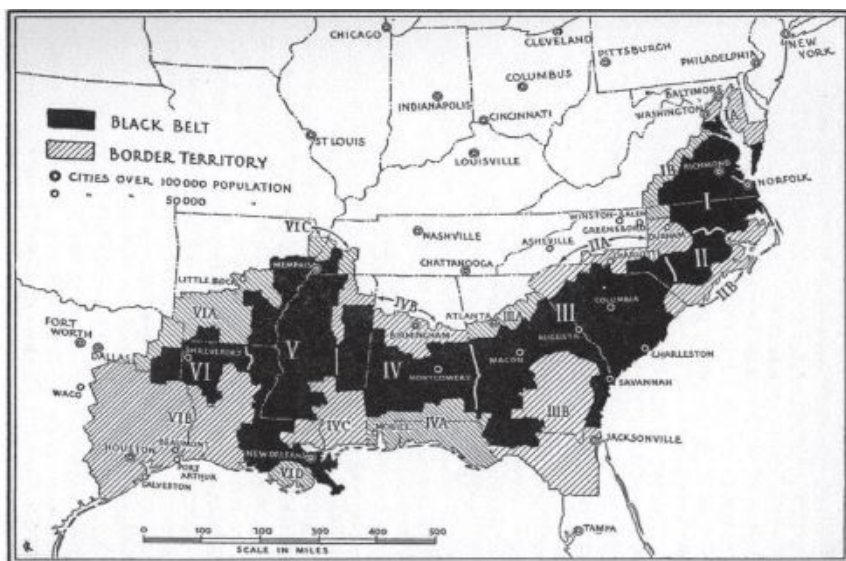 CHICAGO
CLEVELAND
NEW YORK
PITTSBURGH
PHILADELPHIA
COLUMBUS
BALTIMORE
INDIANAPOLIS
WASHINGTON
IA
BLACK BELT
CINCINNATI
ST LOUIS
BORDER TERRITORY
LOUISVILLE
IB
RICHMOND
CITIES OVER 100 000 POPULATION
NORFOLK
" " 50 000
I
WINSTON-SALEM
GREENSBORO
VIC
NASHVILLE
DURHAM
ASHEVILLE
IIA
II
MEMPHIS
CHATTANOOGA
IIB
LITTLE ROCK
IVB
ATLANTA
IIIA
III
COLUMBIA
VIA
BIRMINGHAM
FORT WORTH
AUGUSTA
V
DALLAS
SHREVEPORT
IV
MACON
CHARLESTON
VI
MONTGOMERY
SAVANNAH
WACO
VIB
IVC
MOBILE
IVA
IIIB
HOUSTON
BEAUMONT
JACKSONVILLE
NEW ORLEANS
PORT ARTHUR
VID
GALVESTON
0 100 200 300 400 500
SCALE IN MILES
TAMPA